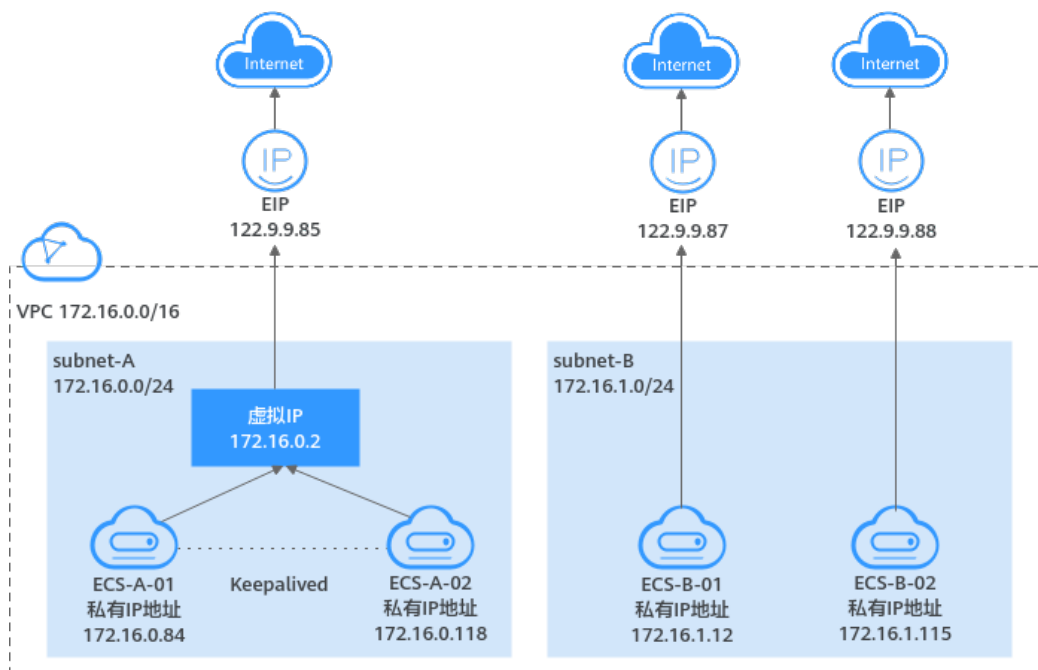 Internet
Internet
Internet
IP
IP
IP
EIP
122.9.9.85
EIP
122.9.9.87
EIP
122.9.9.88
VPC 172.16.0.0/16
subnet-A
172.16.0.0/24
虚拟IP
172.16.0.2
ECS-A-01
私有IP地址
172.16.0.84
Keepalived
ECS-A-02
私有IP地址
172.16.0.118
subnet-B
172.16.1.0/24
ECS-B-01
私有IP地址
172.16.1.12
ECS-B-02
私有IP地址
172.16.1.115